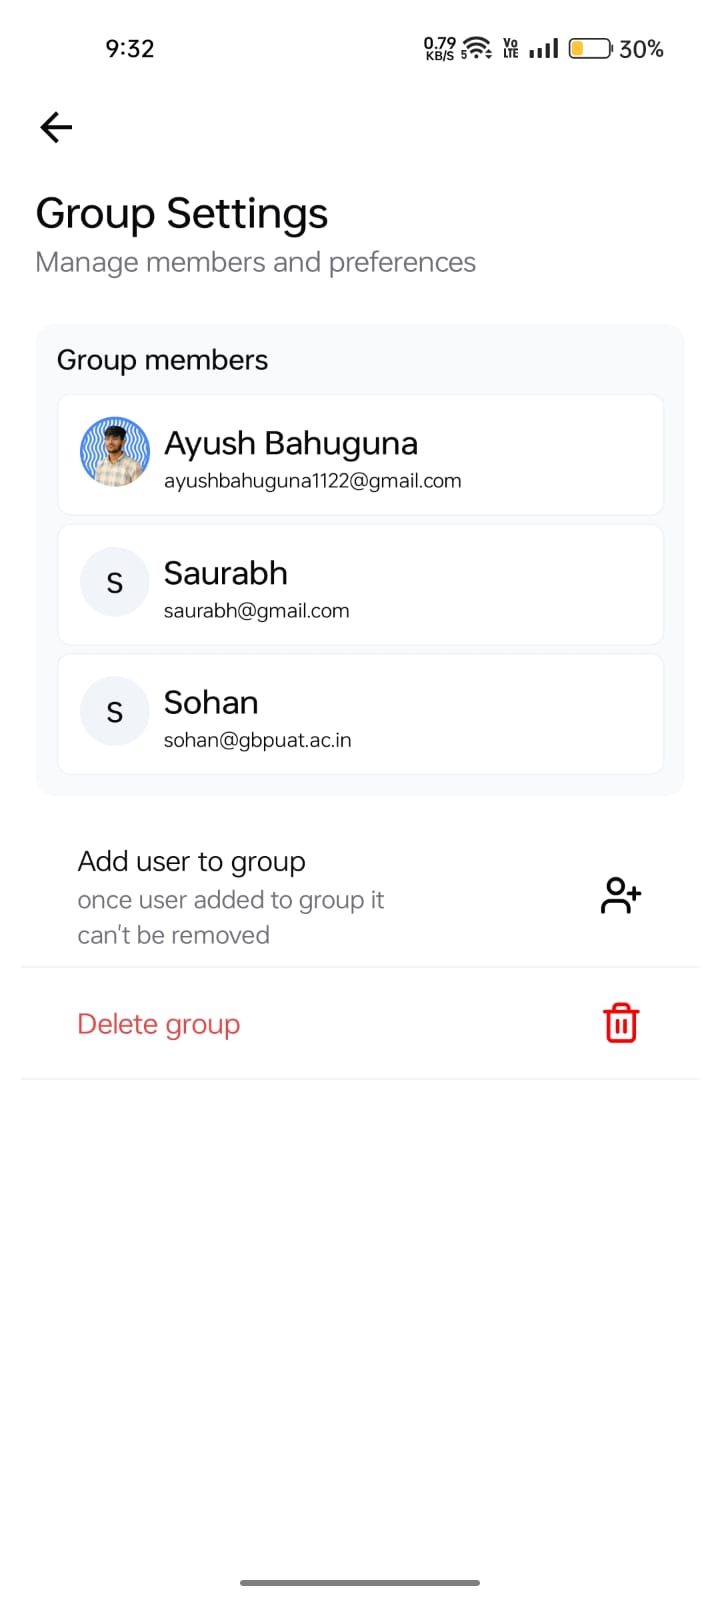 9:32
0.79
KB/S 5 Vo
LTE 30%
Group Settings
Manage members and preferences
Group members
Ayush Bahuguna
ayushbahuguna1122@gmail.com
S
Saurabh
saurabh@gmail.com
S
Sohan
sohan@gbpuat.ac.in
Add user to group
once user added to group it
can't be removed
Delete group